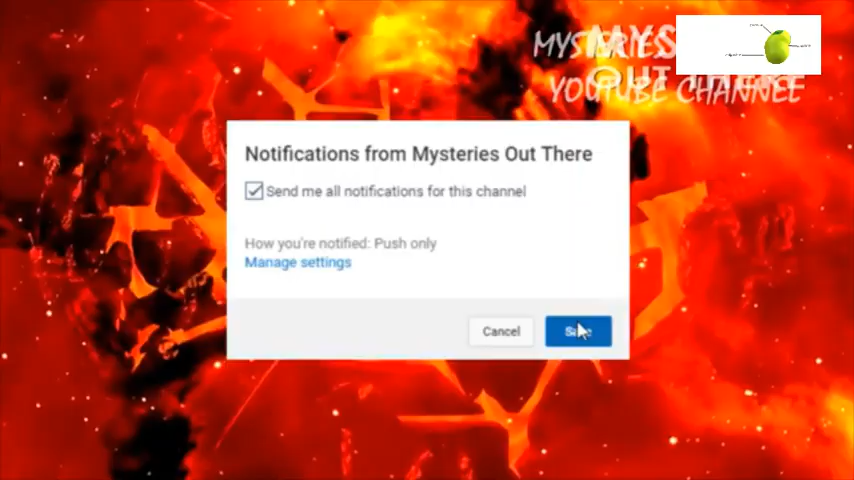 MYSTERIES
YOUTUBE CHANNEL
Notifications from Mysteries Out There
Send me all notifications for this channel
How you're notified: Push only
Manage settings
Cancel